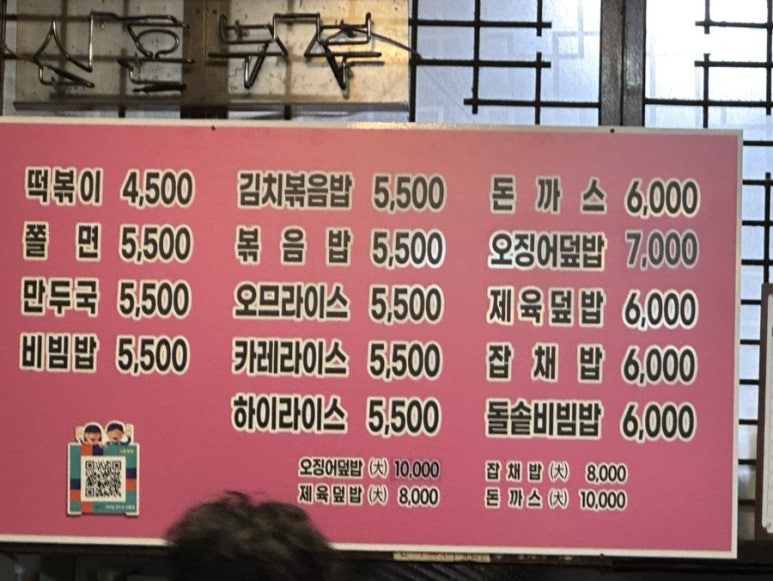 떡볶이 4,500
쫄면 5,500
만두국 5,500
비빔밥 5,500
김치볶음밥 5,500
볶음밥 5,500
오므라이스 5,500
카레라이스 5,500
하이라이스 5,500
돈까스 6,000
오징어덮밥 7,000
제육덮밥 6,000
잡채밥 6,000
돌솥비빔밥 6,000
오징어덮밥 (大) 10,000
제육덮밥 (大) 8,000
잡채밥 (大) 8,000
돈까스 (大) 10,000